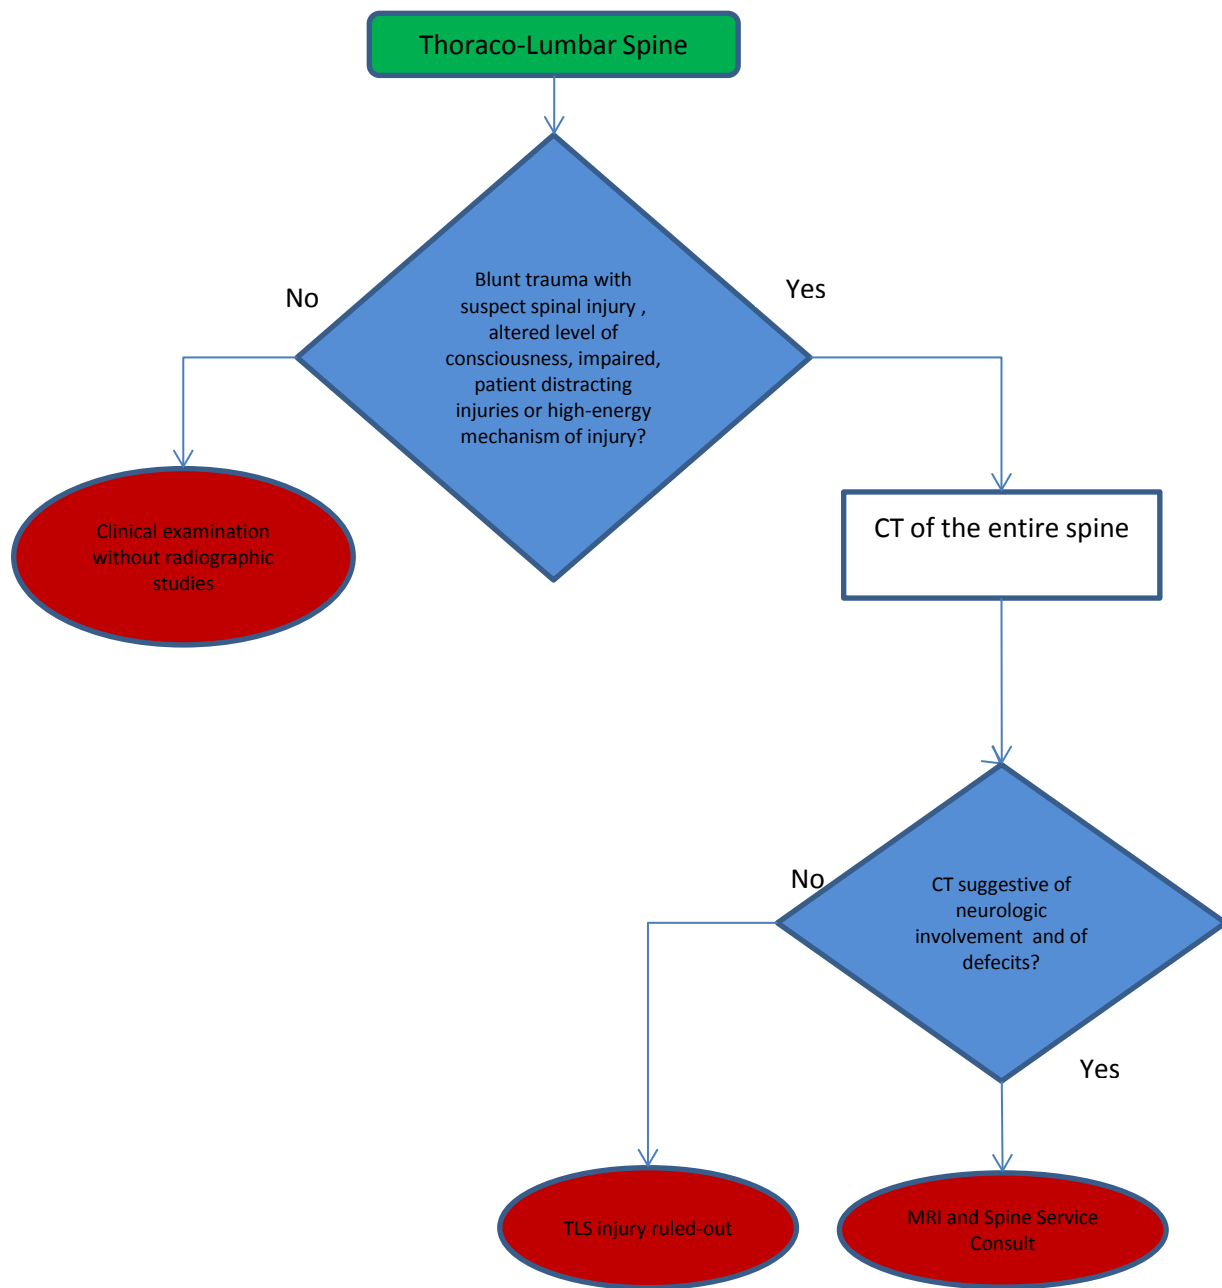 Thoraco-Lumbar Spine
No
Yes
Blunt trauma with
suspect spinal injury ,
altered level of
consciousness, impaired,
patient distracting
injuries or high-energy
mechanism of injury?
Clinical examination
without radiographic
studies
CT of the entire spine
No
CT suggestive of
neurologic
involvement  and of
defecits?
Yes
TLS injury ruled-out
MRI and Spine Service
Consult